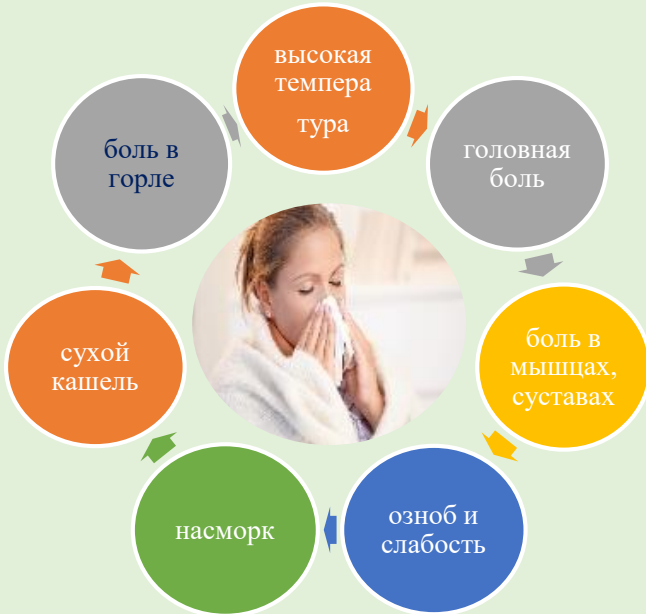 высокая
темпера
тура
головная
боль
боль в
мышцах,
суставах
озноб и
слабость
насморк
сухой
кашель
боль в
горле